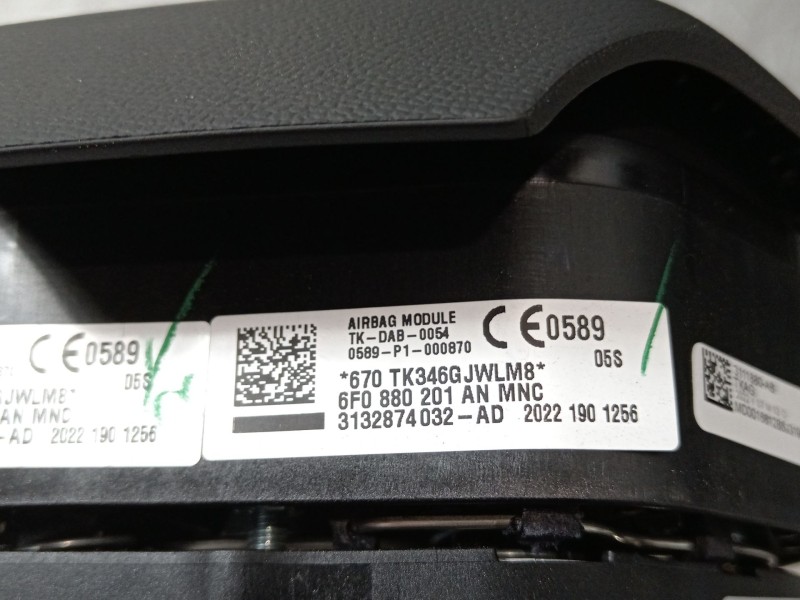 CE0589
05S
GJWLM8*
AN MNC
-AD 2022 190 1256
AIRBAG MODULE
TK-DAB-0054
0589-P1-000870
CE0589
05S
*670 TK346GJWLM8*
6F0 880 201 AN MNC
3132874032-AD 2022 190 1256